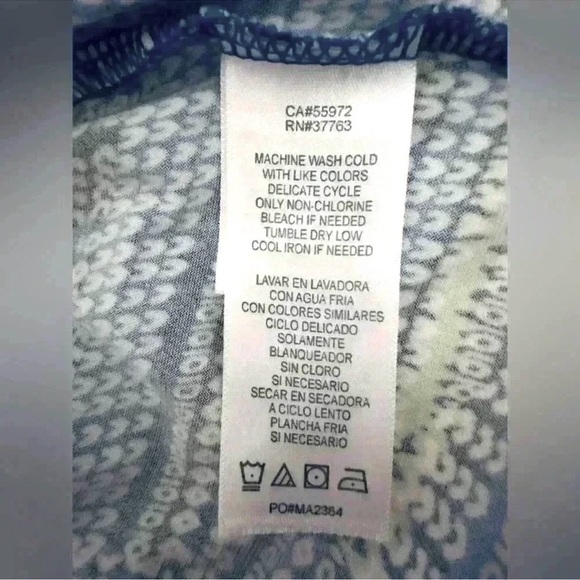 CA#55972
RN#37763
MACHINE WASH COLD
WITH LIKE COLORS
DELICATE CYCLE
ONLY NON-CHLORINE
BLEACH IF NEEDED
TUMBLE DRY LOW
COOL IRON IF NEEDED
LAVAR EN LAVADORA
CON AGUA FRIA
CON COLORES SIMILARES
CICLO DELICADO
SOLAMENTE
BLANQUEADOR
SIN CLORO
SI NECESARIO
SECAR EN SECADORA
A CICLO LENTO
PLANCHA FRIA
SI NECESARIO
PO#MA2364